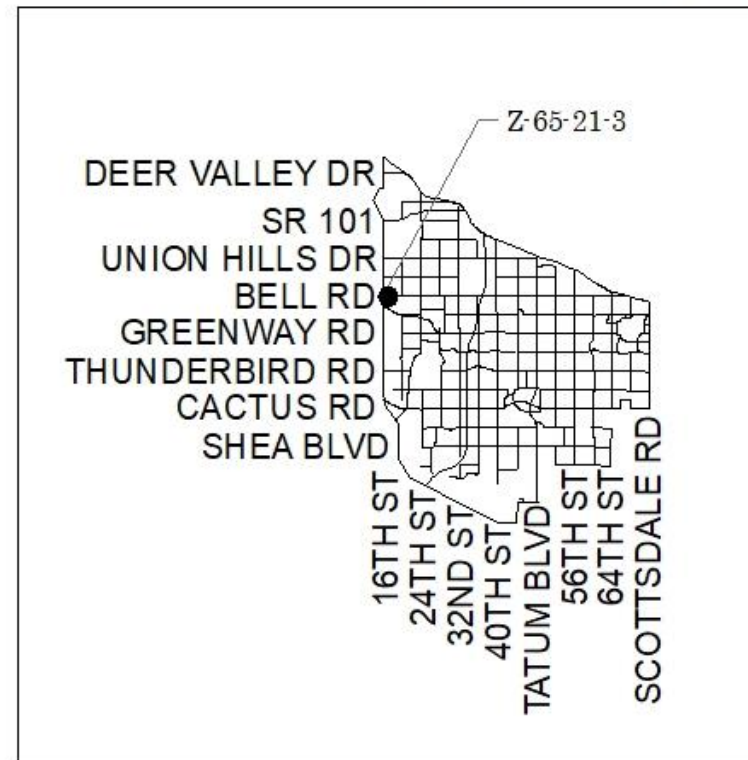 Z-65-21-3
DEER VALLEY DR
SR 101
UNION HILLS DR
BELL RD
GREENWAY RD
THUNDERBIRD RD
CACTUS RD
SHEA BLVD
16TH ST
24TH ST
32ND ST
40TH ST
TATUM BLVD
56TH ST
64TH ST
SCOTTSDALE RD